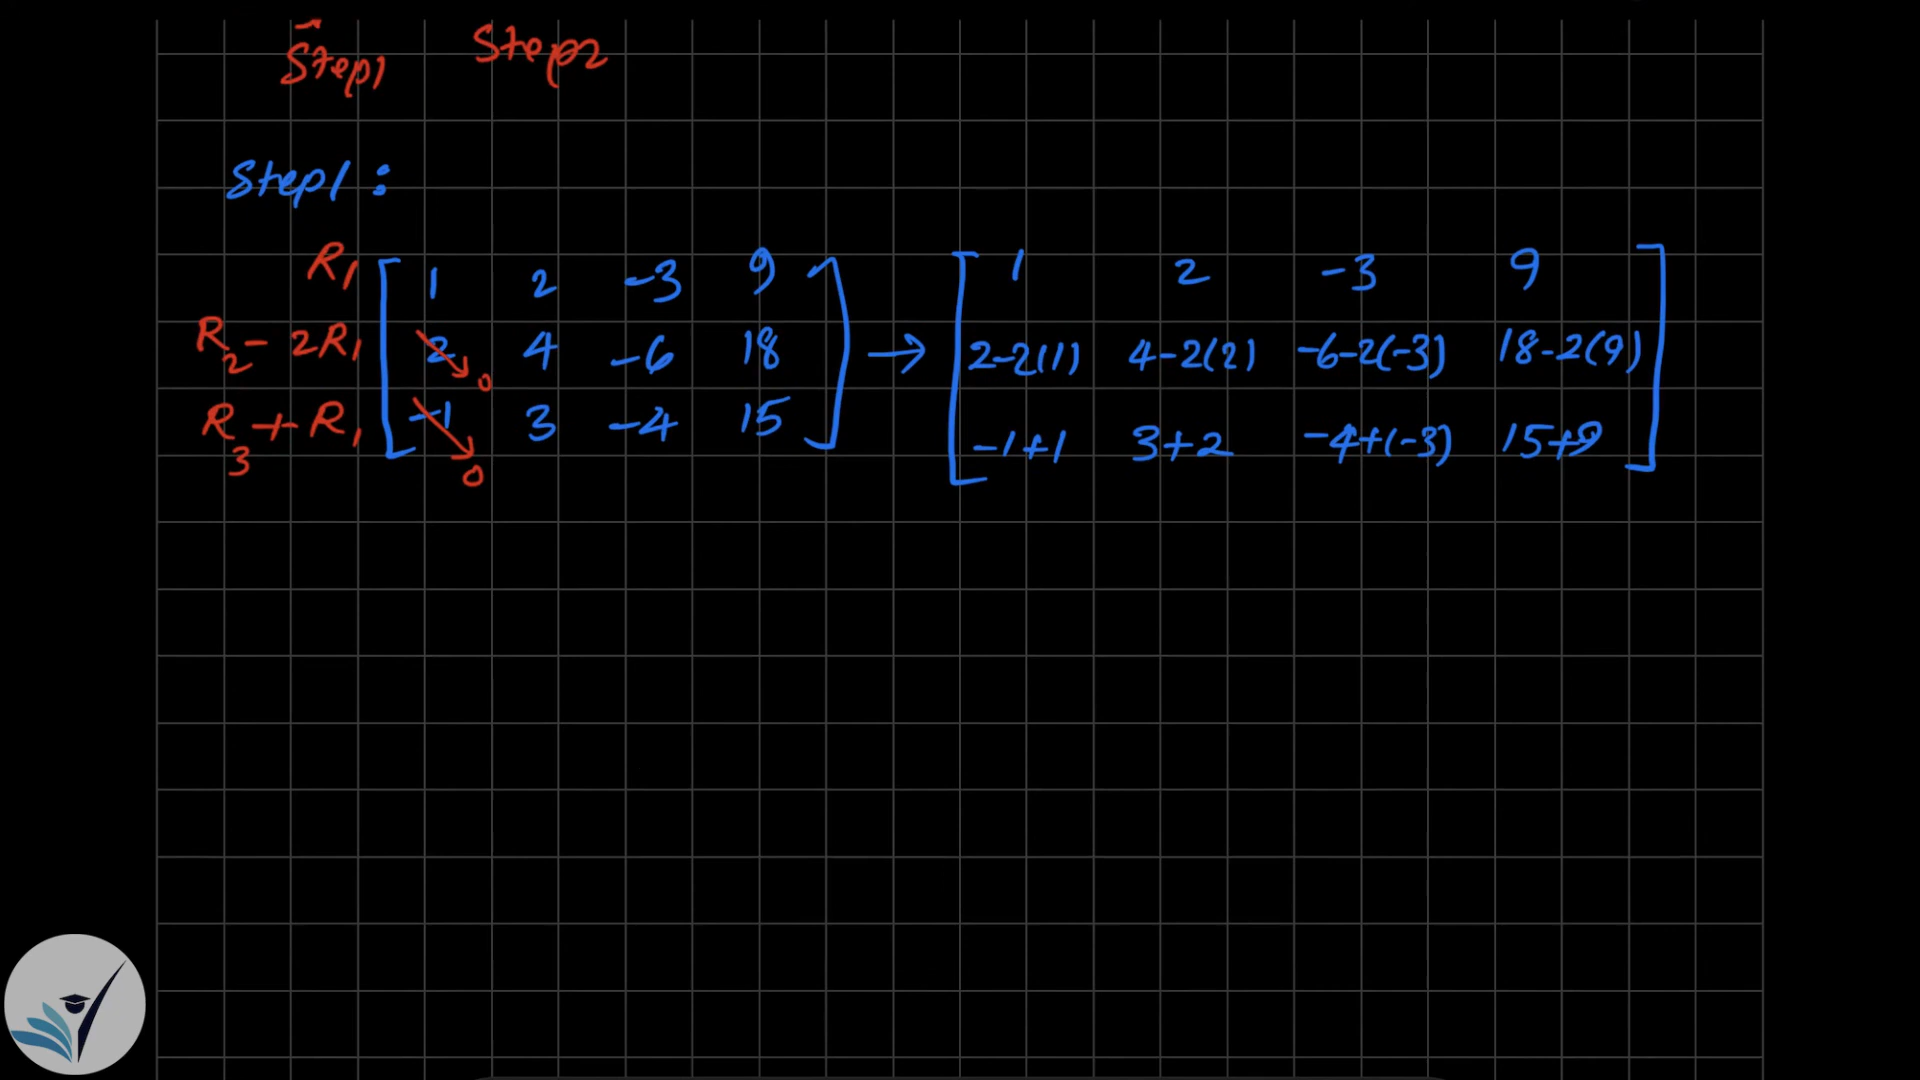 Step1 Step2
Step1:
R1 [ 1 2 -3 9 ] → [ 1 2 -3 9 ]
R2 - 2R1 2 0 4 -6 18 2-2(1) 4-2(2) -6-2(-3) 18-2(9)
R3 + R1 -1 0 3 -4 15 -1+1 3+2 -4+(-3) 15+9